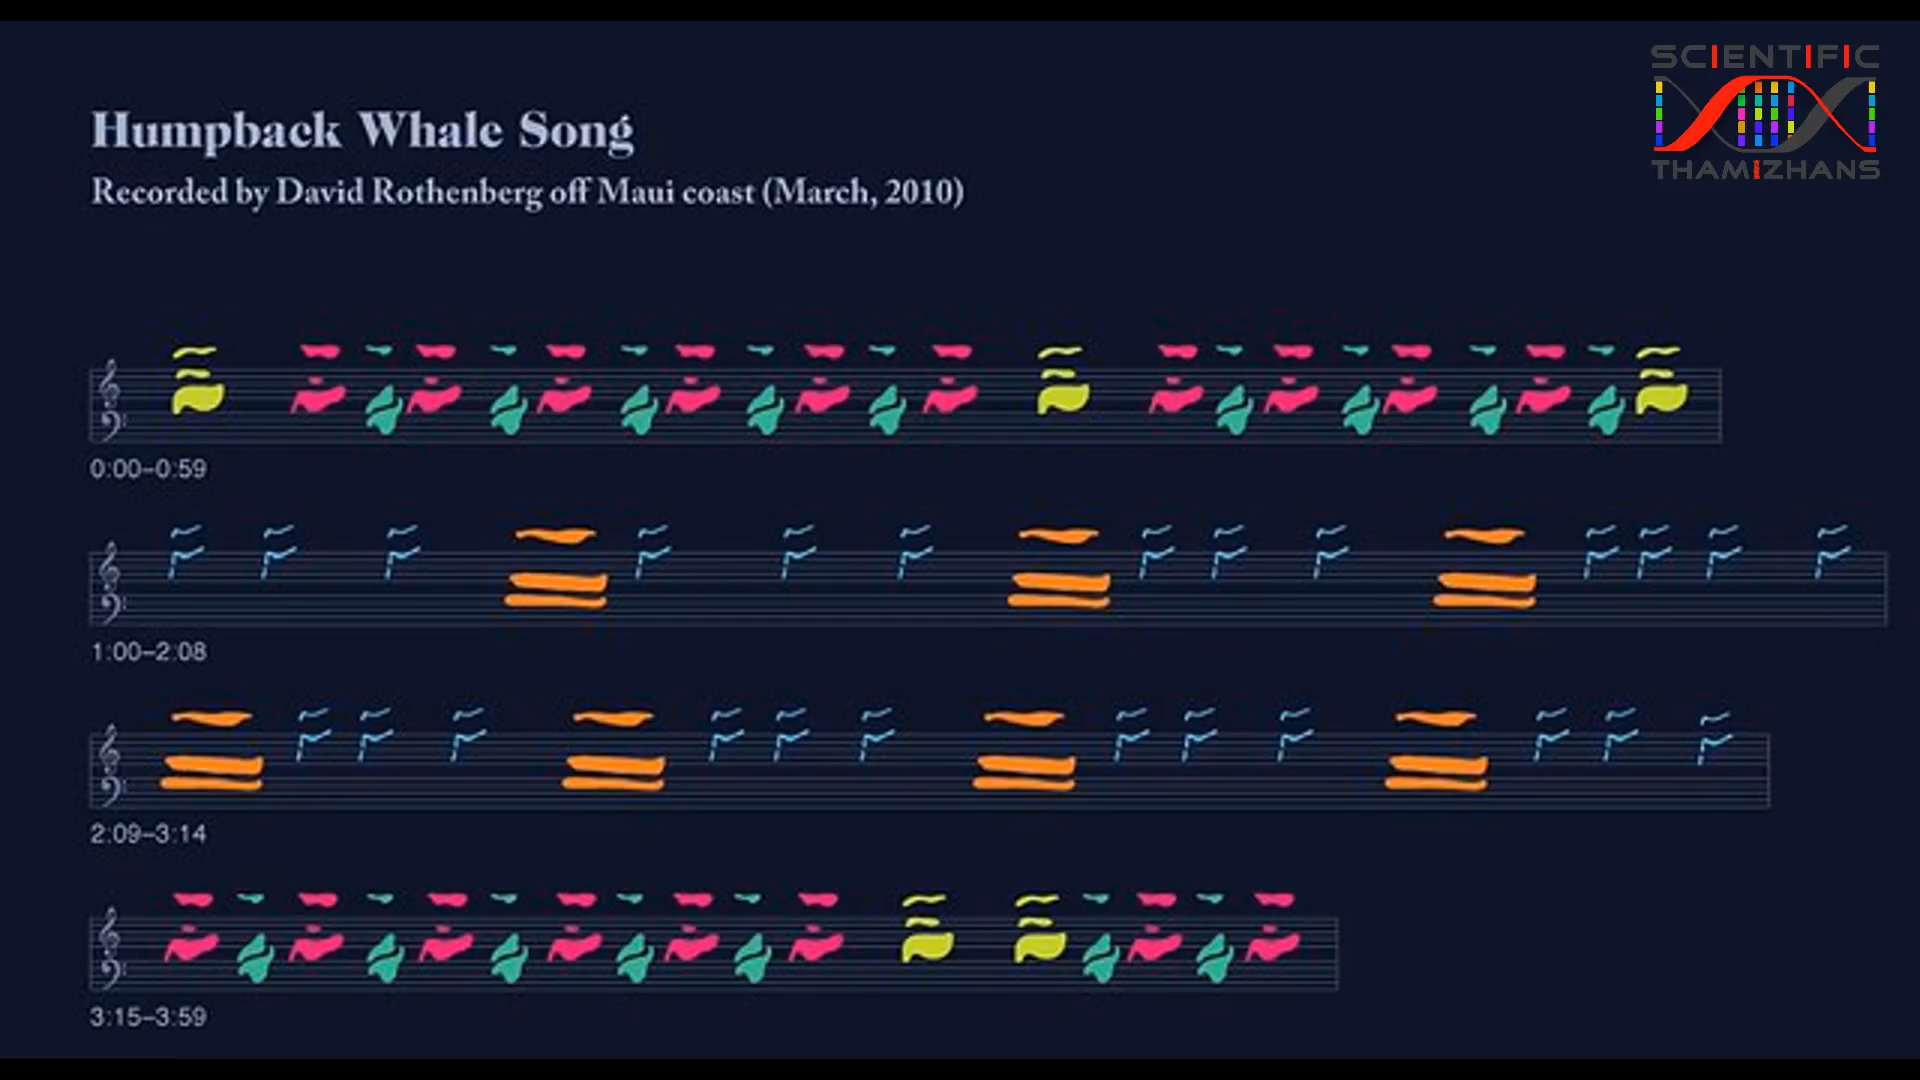 SCIENTIFIC
THAMIZHANS
Humpback Whale Song
Recorded by David Rothenberg off Maui coast (March, 2010)
0:00–0:59
1:00–2:08
2:09–3:14
3:15–3:59